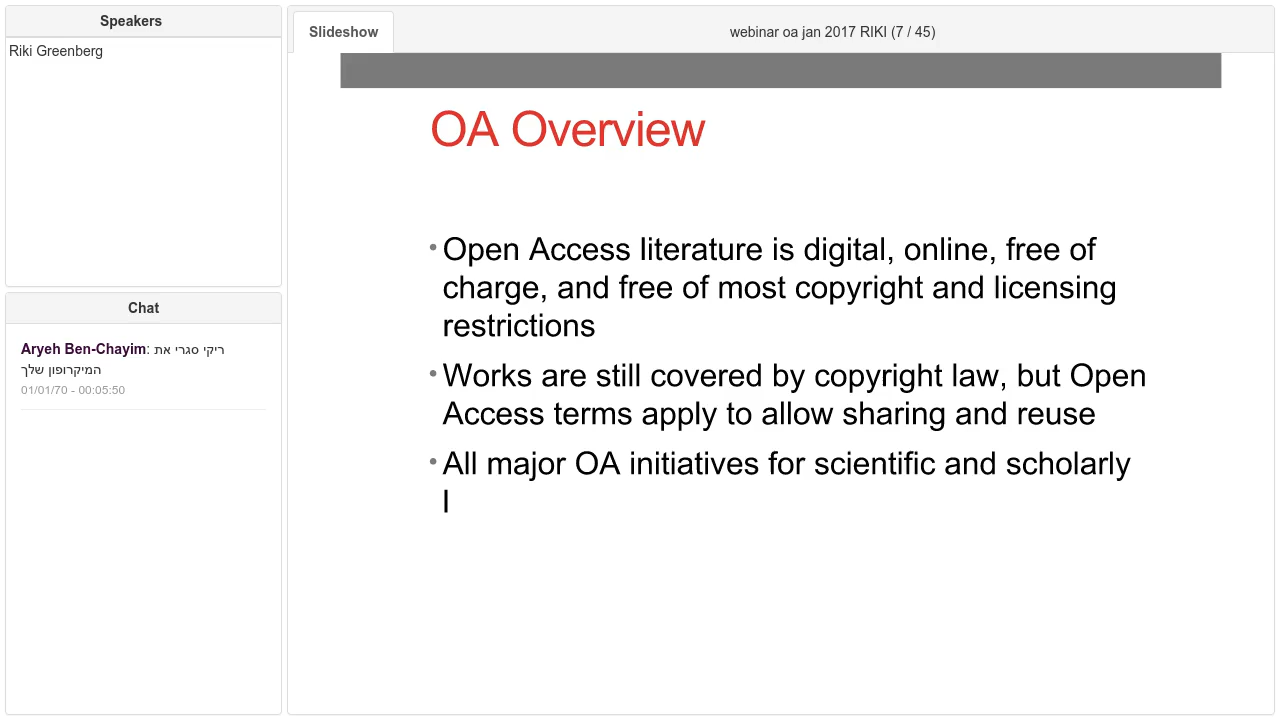 Speakers
Riki Greenberg
Chat
Aryeh Ben-Chayim: ריקי סגרי את
המיקרופון שלך
01/01/70 - 00:05:50
Slideshow
webinar oa jan 2017 RIKI (7 / 45)
OA Overview
• Open Access literature is digital, online, free of
charge, and free of most copyright and licensing
restrictions
• Works are still covered by copyright law, but Open
Access terms apply to allow sharing and reuse
• All major OA initiatives for scientific and scholarly
l